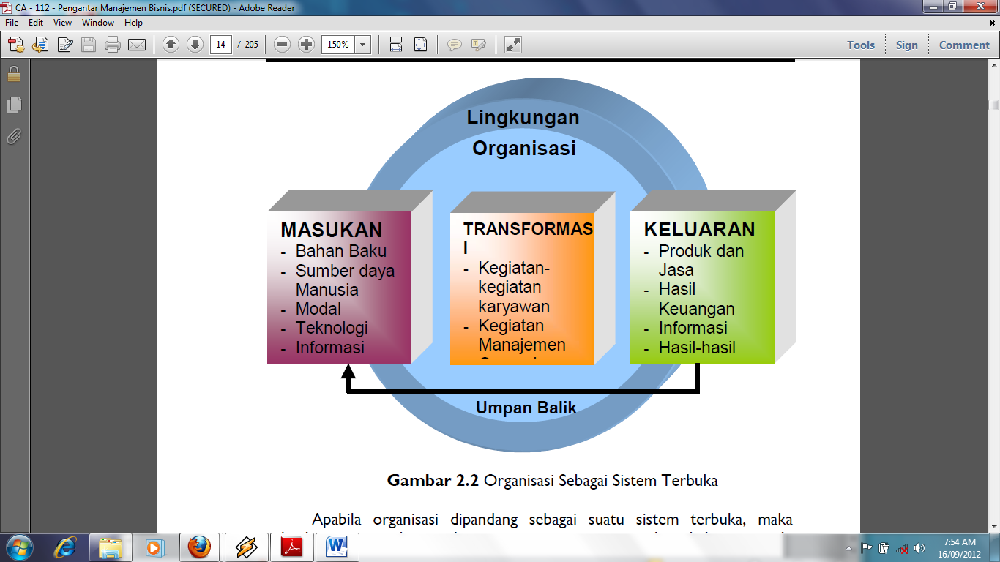 CA - 112 - Pengantar Manajemen Bisnis.pdf (SECURED) - Adobe Reader
File Edit View Window Help
14 / 205 150% Tools Sign Comment
Lingkungan
Organisasi
MASUKAN
- Bahan Baku
- Sumber daya
Manusia
- Modal
- Teknologi
- Informasi
TRANSFORMAS
I
- Kegiatan-
kegiatan
karyawan
- Kegiatan
Manajemen
KELUARAN
- Produk dan
Jasa
- Hasil
Keuangan
- Informasi
- Hasil-hasil
Umpan Balik
Gambar 2.2 Organisasi Sebagai Sistem Terbuka
Apabila organisasi dipandang sebagai suatu sistem terbuka, maka
7:54 AM
16/09/2012